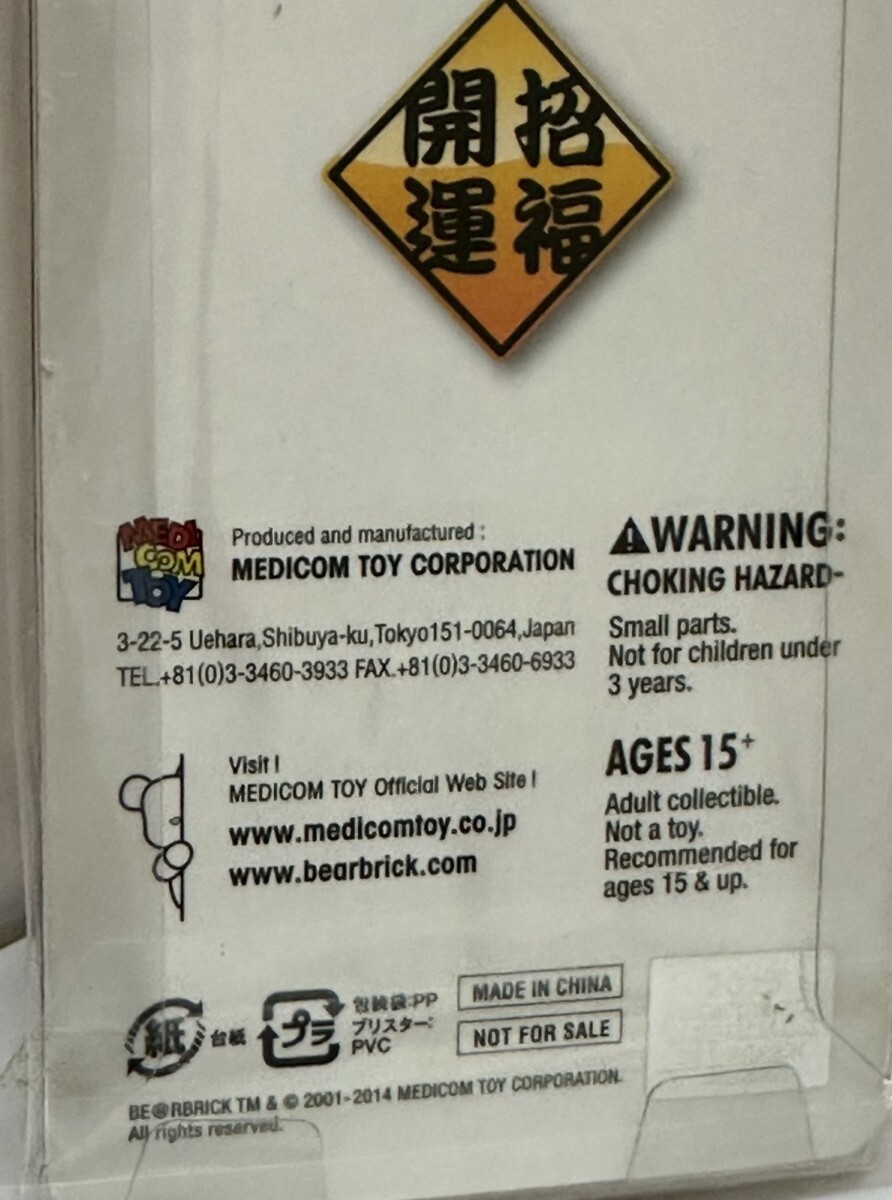 招福
開運
MEDI
COM
TOY
Produced and manufactured :
MEDICOM TOY CORPORATION
3-22-5 Uehara,Shibuya-ku,Tokyo151-0064,Japan
TEL.+81(0)3-3460-3933 FAX.+81(0)3-3460-6933
Visit !
MEDICOM TOY Official Web Site !
www.medicomtoy.co.jp
www.bearbrick.com
WARNING:
CHOKING HAZARD-
Small parts.
Not for children under
3 years.
AGES 15+
Adult collectible.
Not a toy.
Recommended for
ages 15 & up.
紙 台紙
プラ
包装袋:PP
ブリスター:
PVC
MADE IN CHINA
NOT FOR SALE
BE@RBRICK TM & © 2001-2014 MEDICOM TOY CORPORATION.
All rights reserved.